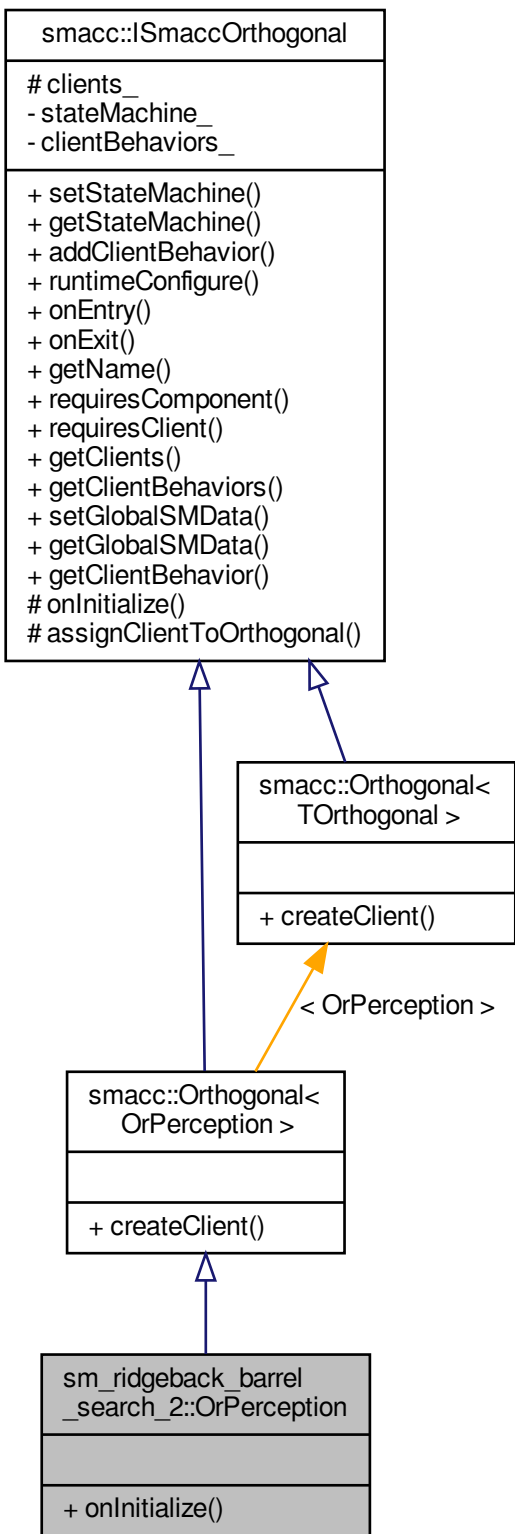 smacc::ISmaccOrthogonal
# clients_
- stateMachine_
- clientBehaviors_
+ setStateMachine()
+ getStateMachine()
+ addClientBehavior()
+ runtimeConfigure()
+ onEntry()
+ onExit()
+ getName()
+ requiresComponent()
+ requiresClient()
+ getClients()
+ getClientBehaviors()
+ setGlobalSMData()
+ getGlobalSMData()
+ getClientBehavior()
# onInitialize()
# assignClientToOrthogonal()
smacc::Orthogonal<
TOrthogonal >
+ createClient()
< OrPerception >
smacc::Orthogonal<
OrPerception >
+ createClient()
sm_ridgeback_barrel
_search_2::OrPerception
+ onInitialize()